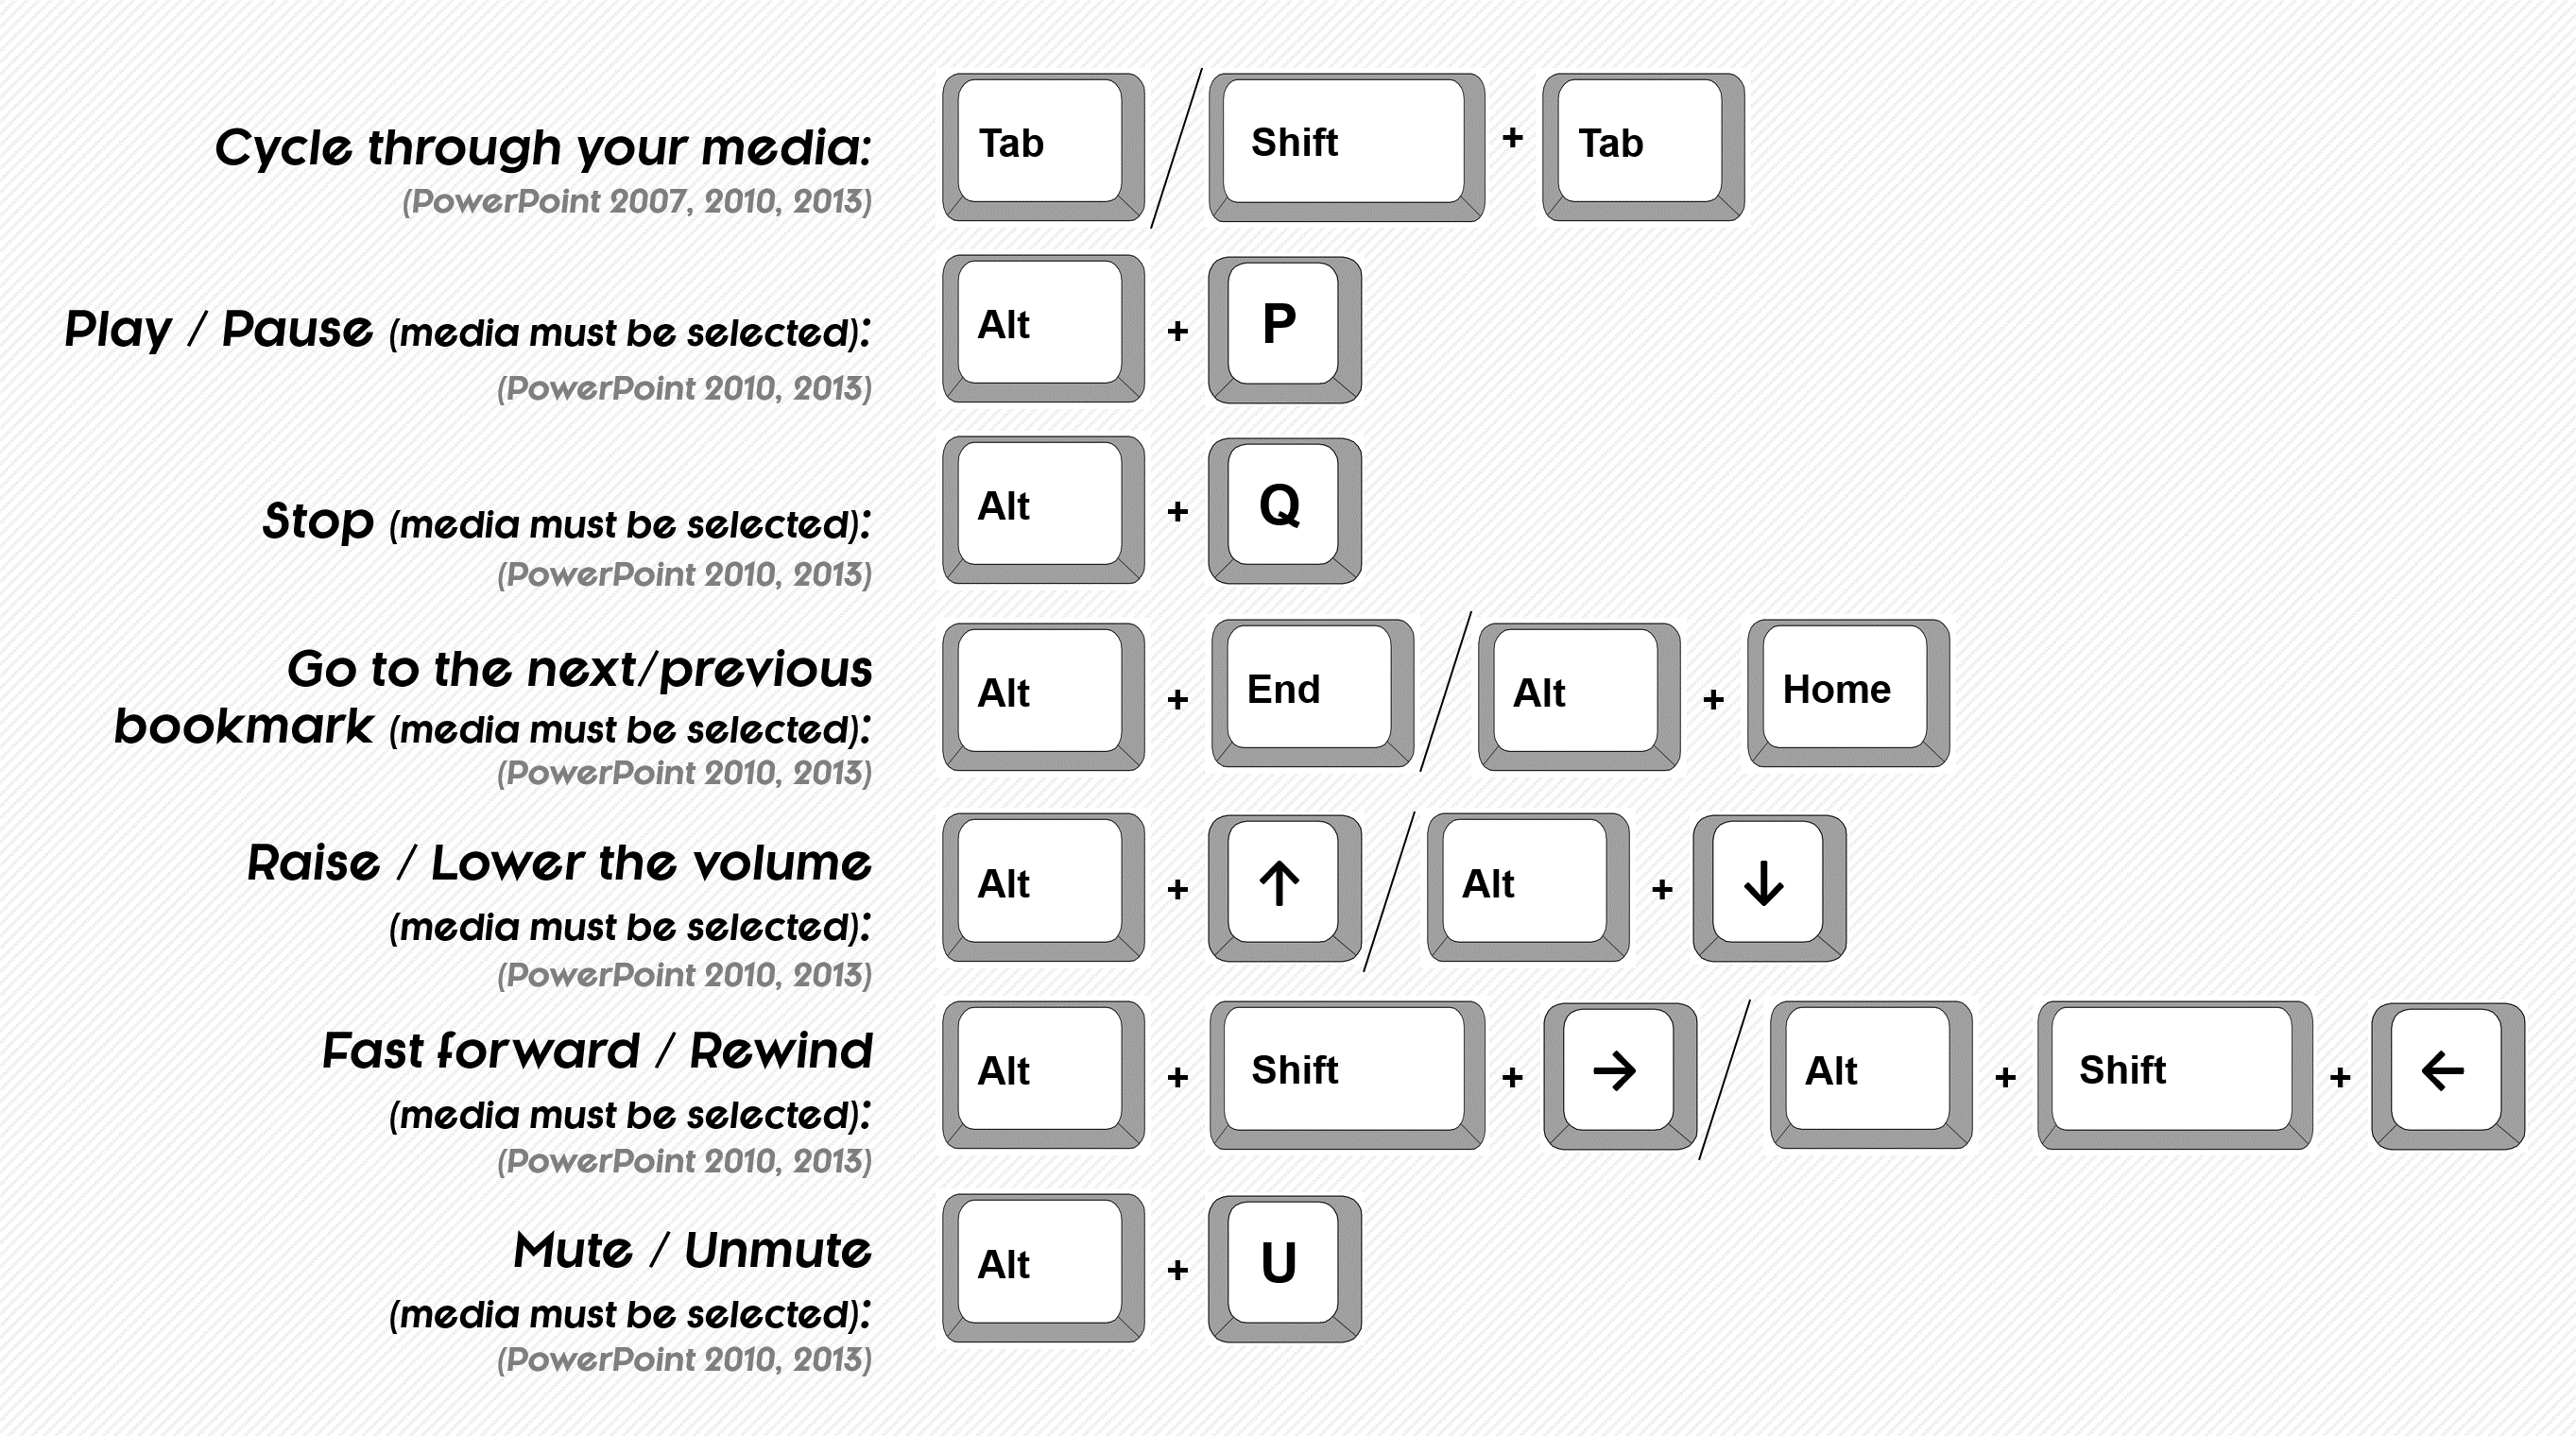 Cycle through your media: Tab / Shift + Tab
(PowerPoint 2007, 2010, 2013)
Play / Pause (media must be selected): Alt + P
(PowerPoint 2010, 2013)
Stop (media must be selected): Alt + Q
(PowerPoint 2010, 2013)
Go to the next/previous
bookmark (media must be selected): Alt + End / Alt + Home
(PowerPoint 2010, 2013)
Raise / Lower the volume
(media must be selected): Alt + ↑ / Alt + ↓
(PowerPoint 2010, 2013)
Fast forward / Rewind
(media must be selected): Alt + Shift + → / Alt + Shift + ←
(PowerPoint 2010, 2013)
Mute / Unmute
(media must be selected): Alt + U
(PowerPoint 2010, 2013)